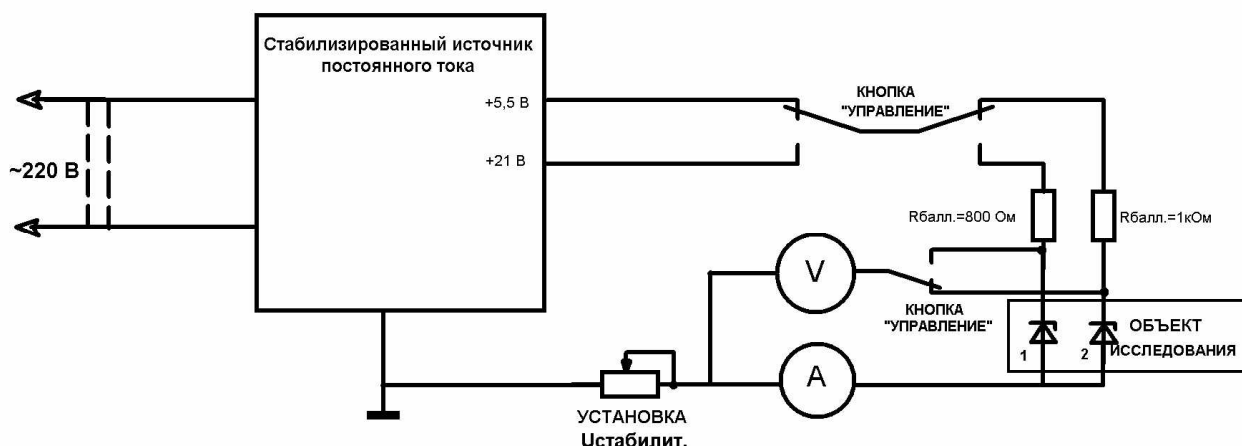 Стабилизированный источник
постоянного тока
+5,5 В
+21 В
~220 В
КНОПКА
"УПРАВЛЕНИЕ"
Rбалл.=800 Ом
Rбалл.=1кОм
V
КНОПКА
"УПРАВЛЕНИЕ"
1
2
ОБЪЕКТ
ИССЛЕДОВАНИЯ
A
УСТАНОВКА
Uстабилит.